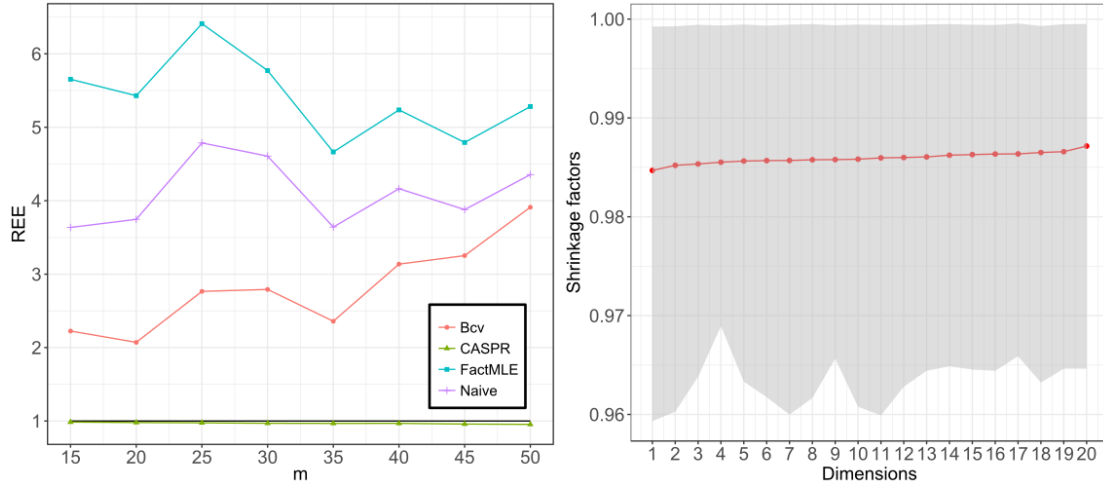 REE
6
5
4
3
2
1
15 20 25 30 35 40 45 50
m
Bcv
CASPR
FactMLE
Naive
Shrinkage factors
1.00
0.99
0.98
0.97
0.96
1 2 3 4 5 6 7 8 9 10 11 12 13 14 15 16 17 18 19 20
Dimensions